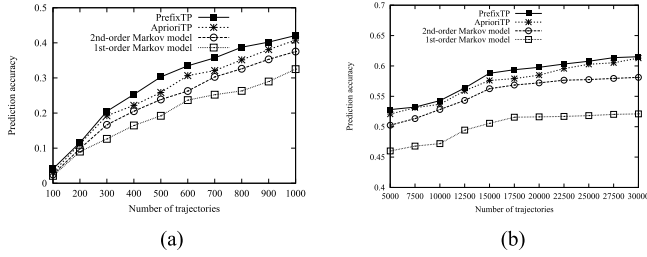 0.5
0.4
0.3
0.2
0.1
0
Prediction accuracy
PrefixTP
AprioriTP
2nd-order Markov model
1st-order Markov model
100 200 300 400 500 600 700 800 900 1000
Number of trajectories
(a)
0.7
0.65
0.6
0.55
0.5
0.45
0.4
Prediction accuracy
PrefixTP
AprioriTP
2nd-order Markov model
1st-order Markov model
5000 7500 10000 12500 15000 17500 20000 22500 25000 27500 30000
Number of trajectories
(b)